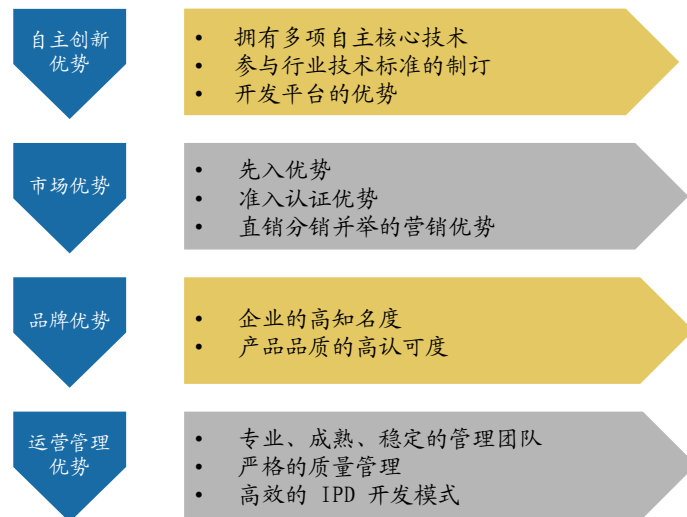 自主创新
优势
• 拥有多项自主核心技术
• 参与行业技术标准的制订
• 开发平台的优势
市场优势
• 先入优势
• 准入认证优势
• 直销分销并举的营销优势
品牌优势
• 企业的高知名度
• 产品品质的高认可度
运营管理
优势
• 专业、成熟、稳定的管理团队
• 严格的质量管理
• 高效的 IPD 开发模式